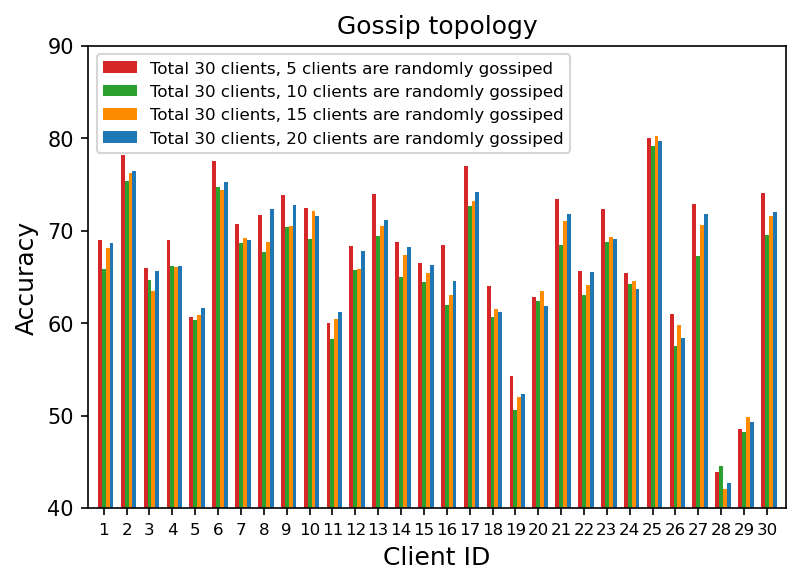 Gossip topology
90
80
70
60
50
40
Accuracy
Total 30 clients, 5 clients are randomly gossiped
Total 30 clients, 10 clients are randomly gossiped
Total 30 clients, 15 clients are randomly gossiped
Total 30 clients, 20 clients are randomly gossiped
1 2 3 4 5 6 7 8 9 10 11 12 13 14 15 16 17 18 19 20 21 22 23 24 25 26 27 28 29 30
Client ID